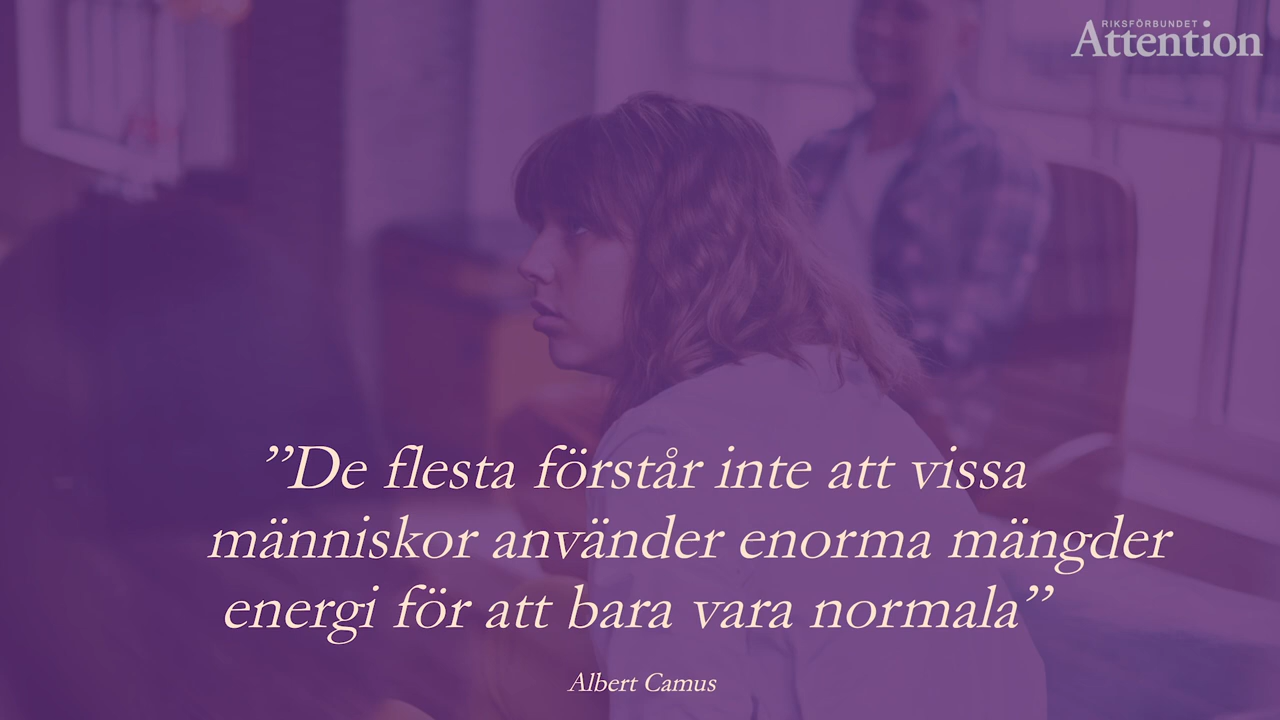 RIKSFÖRBUNDET
Attention
”De flesta förstår inte att vissa
människor använder enorma mängder
energi för att bara vara normala”
Albert Camus